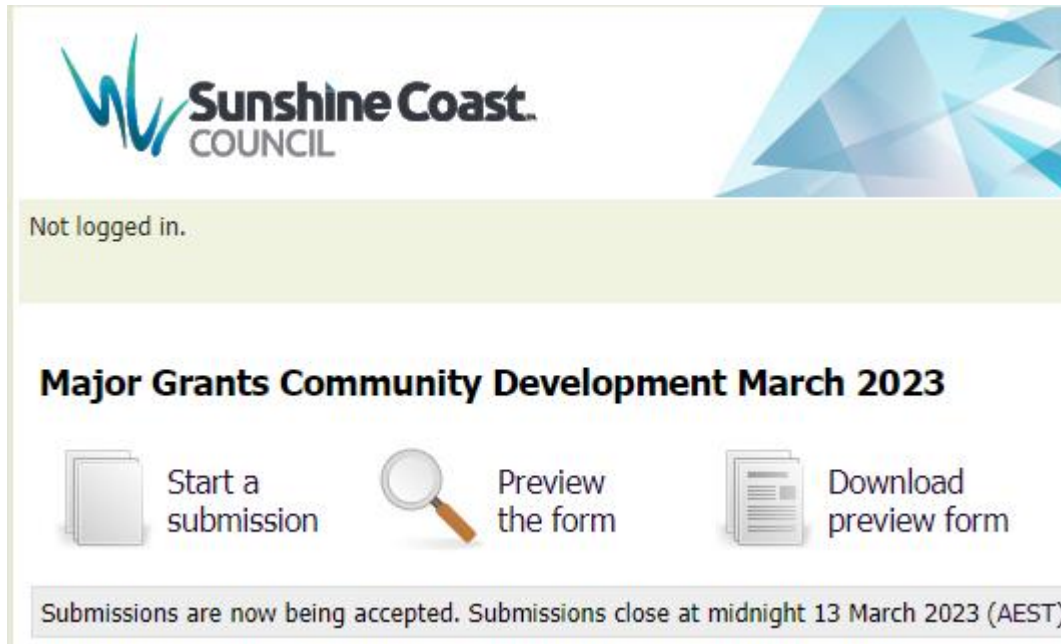 Sunshine Coast.
COUNCIL
Not logged in.
Major Grants Community Development March 2023
Start a
submission
Preview
the form
Download
preview form
Submissions are now being accepted. Submissions close at midnight 13 March 2023 (AEST)